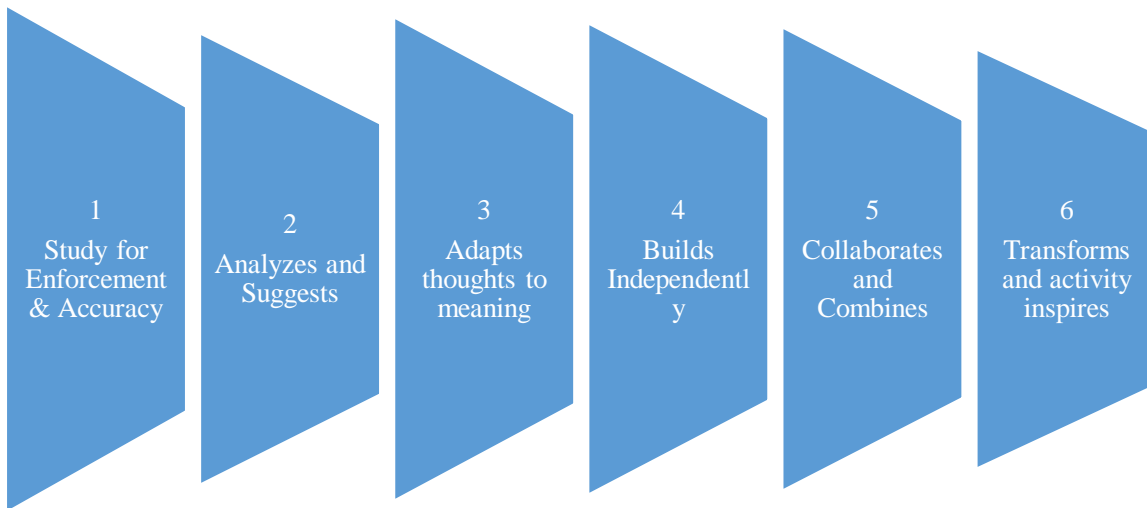 1
Study for
Enforcement
& Accuracy
2
Analyzes and
Suggests
3
Adapts
thoughts to
meaning
4
Builds
Independentl
y
5
Collaborates
and
Combines
6
Transforms
and activity
inspires